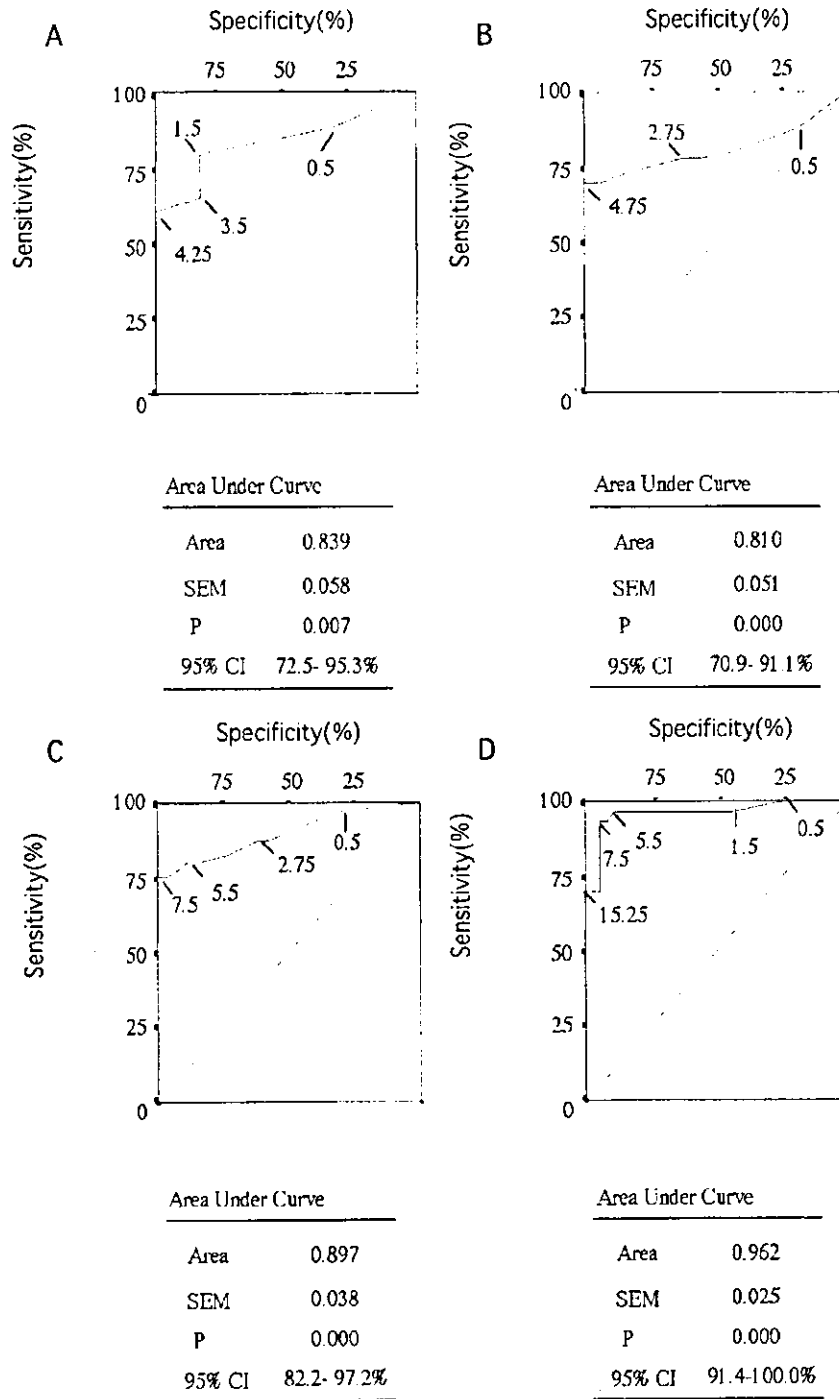 A
Specificity(%)
75 50 25
Sensitivity(%)
100
75
50
25
0
1.5
0.5
3.5
4.25
B
Specificity(%)
75 50 25
Sensitivity(%)
100
75
50
25
0
2.75
0.5
4.75
Area Under Curve
Area 0.839
SEM 0.058
P 0.007
95% CI 72.5- 95.3%
Area Under Curve
Area 0.810
SEM 0.051
P 0.000
95% CI 70.9- 91.1%
C
Specificity(%)
75 50 25
Sensitivity(%)
100
75
50
25
0
0.5
2.75
5.5
7.5
D
Specificity(%)
75 50 25
Sensitivity(%)
100
75
50
25
0
5.5
1.5
0.5
7.5
15.25
Area Under Curve
Area 0.897
SEM 0.038
P 0.000
95% CI 82.2- 97.2%
Area Under Curve
Area 0.962
SEM 0.025
P 0.000
95% CI 91.4-100.0%